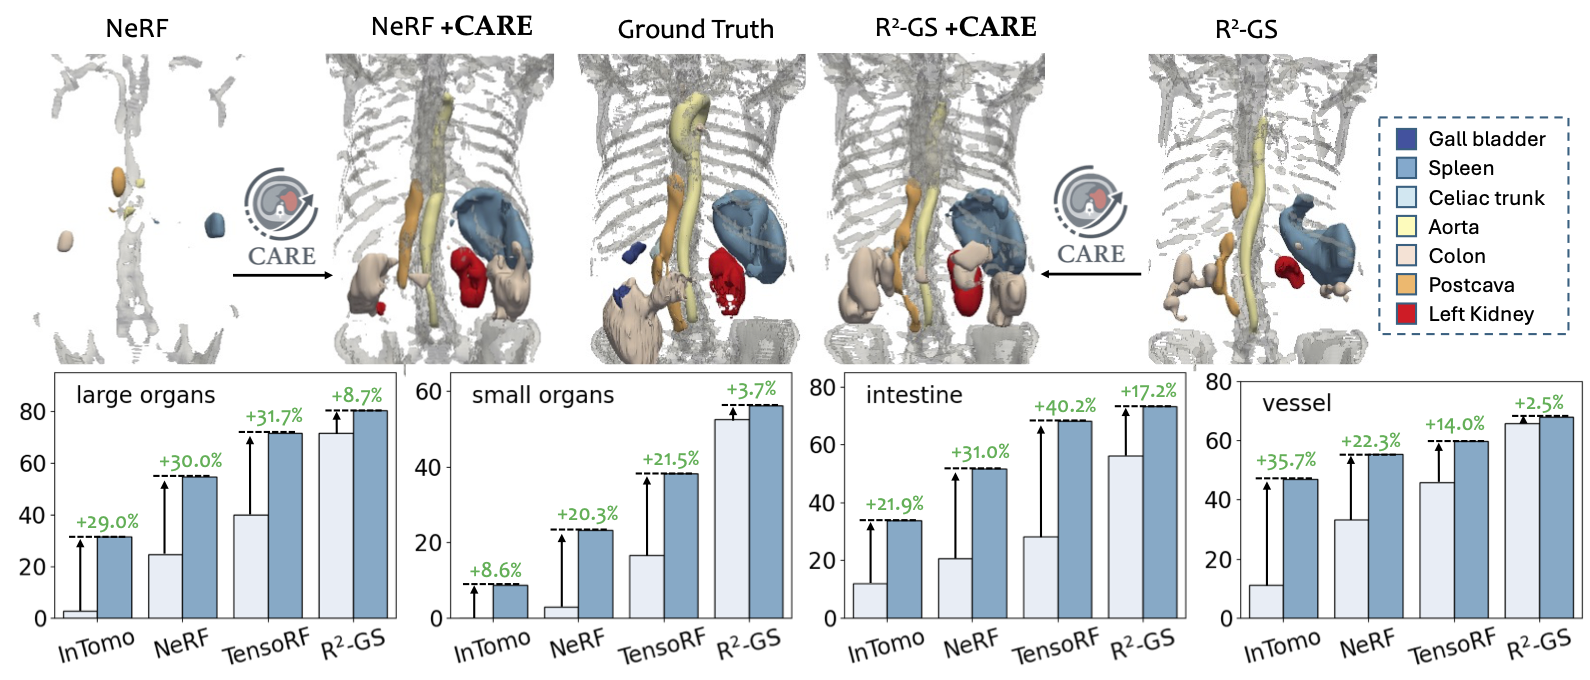 NeRF
NeRF +CARE
Ground Truth
R²-GS +CARE
R²-GS
CARE
CARE
Gall bladder
Spleen
Celiac trunk
Aorta
Colon
Postcava
Left Kidney
large organs
+29.0%
+30.0%
+31.7%
+8.7%
80
60
40
20
0
InTomo
NeRF
TensoRF
R²-GS
small organs
+8.6%
+20.3%
+21.5%
+3.7%
60
40
20
0
InTomo
NeRF
TensoRF
R²-GS
intestine
+21.9%
+31.0%
+40.2%
+17.2%
80
60
40
20
0
InTomo
NeRF
TensoRF
R²-GS
vessel
+35.7%
+22.3%
+14.0%
+2.5%
80
60
40
20
0
InTomo
NeRF
TensoRF
R²-GS